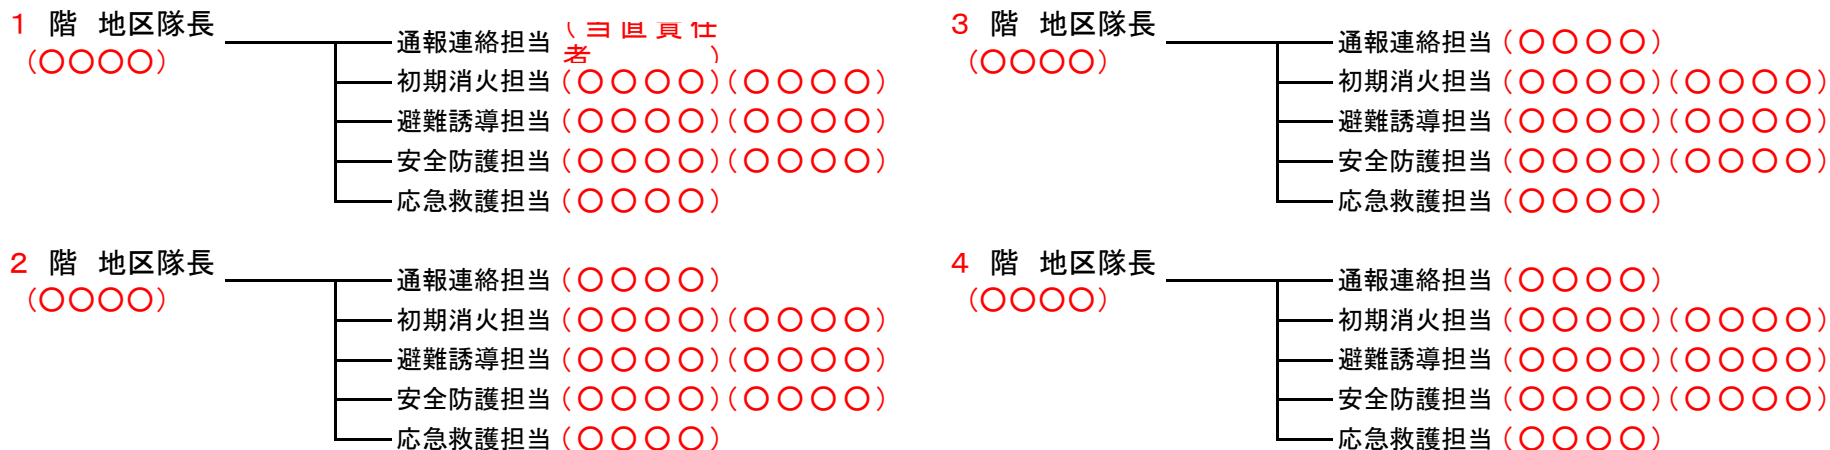 1 階 地区隊長
(〇〇〇〇)
通報連絡担当 (当直責任者)
初期消火担当 (〇〇〇〇)(〇〇〇〇)
避難誘導担当 (〇〇〇〇)(〇〇〇〇)
安全防護担当 (〇〇〇〇)(〇〇〇〇)
応急救護担当 (〇〇〇〇)
2 階 地区隊長
(〇〇〇〇)
通報連絡担当 (〇〇〇〇)
初期消火担当 (〇〇〇〇)(〇〇〇〇)
避難誘導担当 (〇〇〇〇)(〇〇〇〇)
安全防護担当 (〇〇〇〇)(〇〇〇〇)
応急救護担当 (〇〇〇〇)
3 階 地区隊長
(〇〇〇〇)
通報連絡担当 (〇〇〇〇)
初期消火担当 (〇〇〇〇)(〇〇〇〇)
避難誘導担当 (〇〇〇〇)(〇〇〇〇)
安全防護担当 (〇〇〇〇)(〇〇〇〇)
応急救護担当 (〇〇〇〇)
4 階 地区隊長
(〇〇〇〇)
通報連絡担当 (〇〇〇〇)
初期消火担当 (〇〇〇〇)(〇〇〇〇)
避難誘導担当 (〇〇〇〇)(〇〇〇〇)
安全防護担当 (〇〇〇〇)(〇〇〇〇)
応急救護担当 (〇〇〇〇)